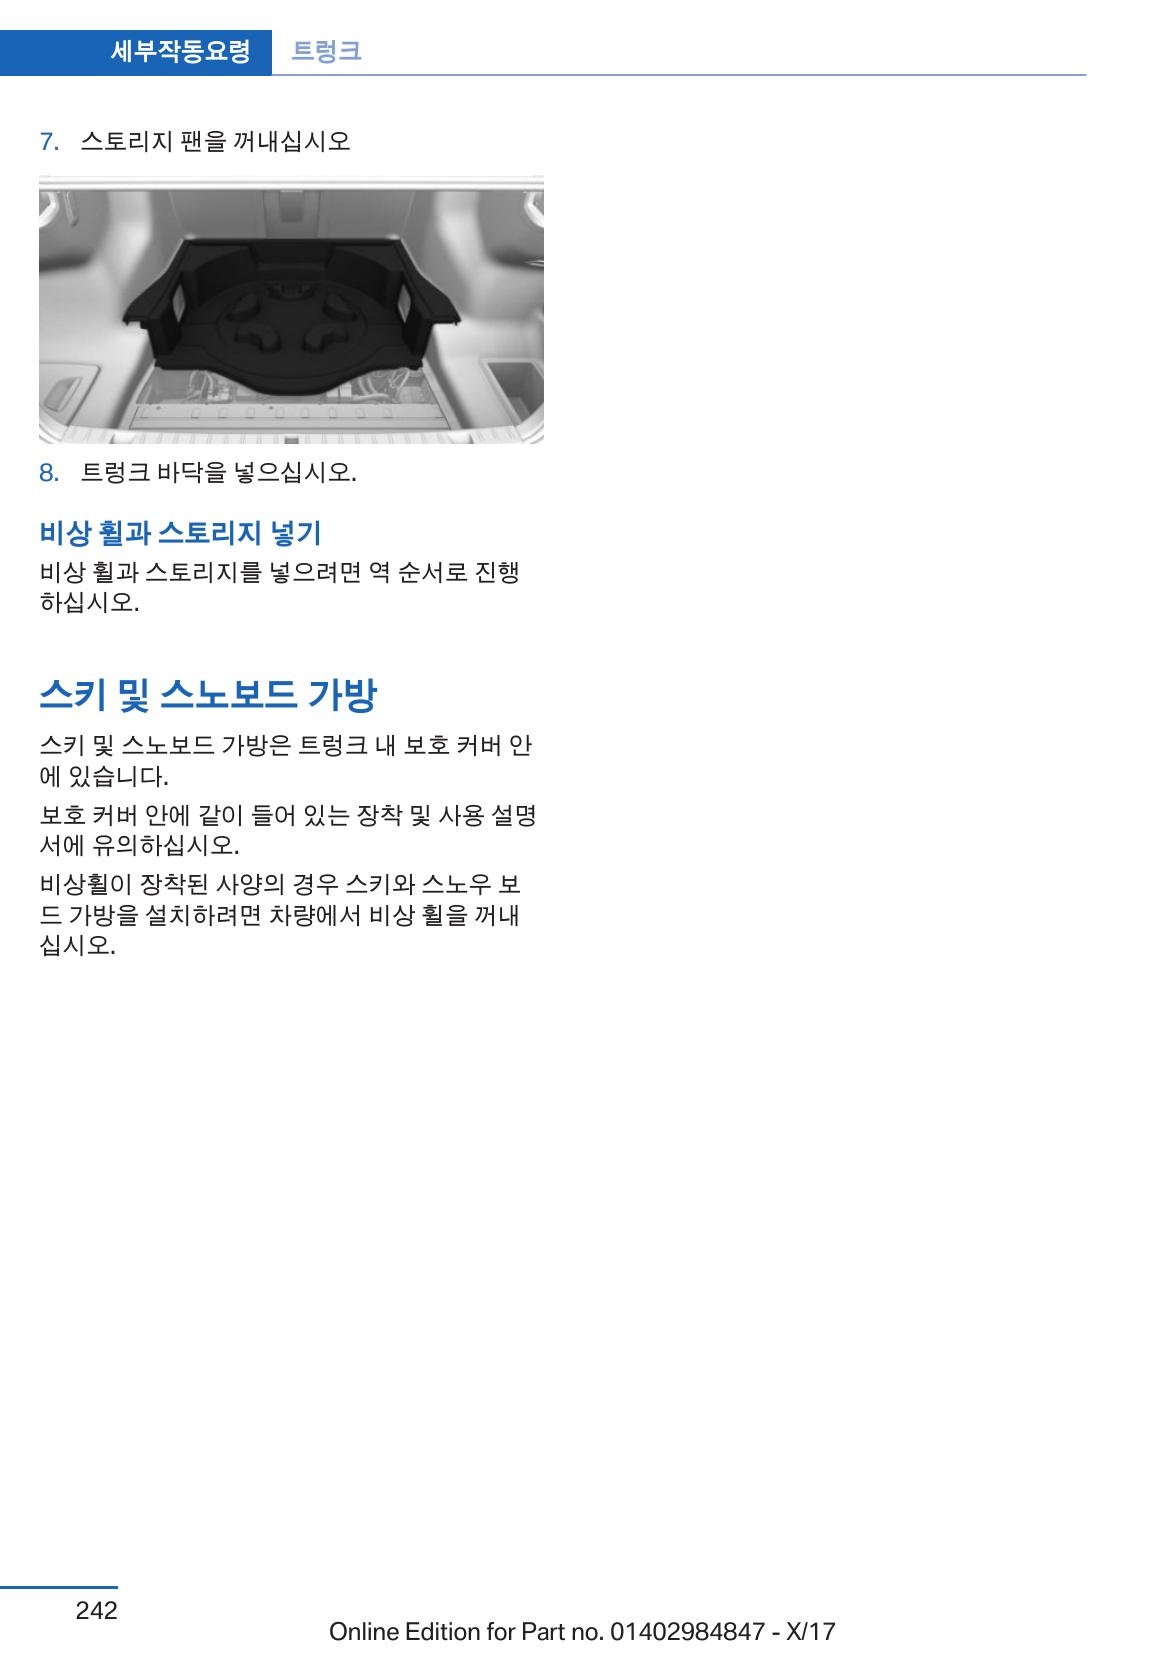 세부작동요령 트렁크
7. 스토리지 팬을 꺼내십시오
8. 트렁크 바닥을 넣으십시오.
비상 휠과 스토리지 넣기
비상 휠과 스토리지를 넣으려면 역 순서로 진행
하십시오.
스키 및 스노보드 가방
스키 및 스노보드 가방은 트렁크 내 보호 커버 안
에 있습니다.
보호 커버 안에 같이 들어 있는 장착 및 사용 설명
서에 유의하십시오.
비상휠이 장착된 사양의 경우 스키와 스노우 보
드 가방을 설치하려면 차량에서 비상 휠을 꺼내
십시오.
242
Online Edition for Part no. 01402984847 - X/17